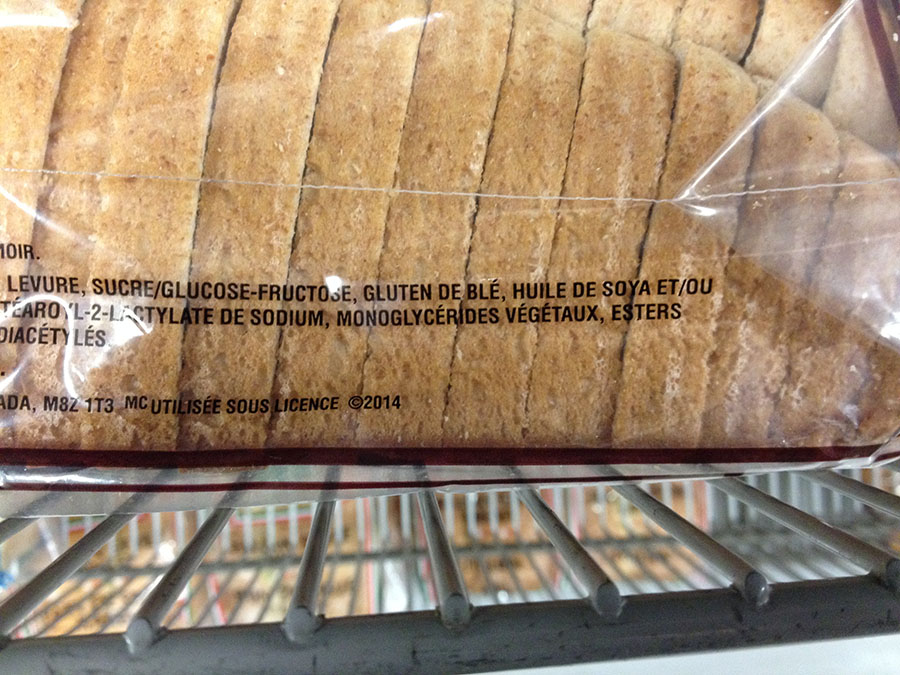 MOIR.
LEVURE, SUCRE/GLUCOSE-FRUCTOSE, GLUTEN DE BLÉ, HUILE DE SOYA ET/OU
TÉAROYL-2-LACTYLATE DE SODIUM, MONOGLYCÉRIDES VÉGÉTAUX, ESTERS
DIACÉTYLÉS
ADA, M8Z 1T3 MC UTILISÉE SOUS LICENCE ©2014